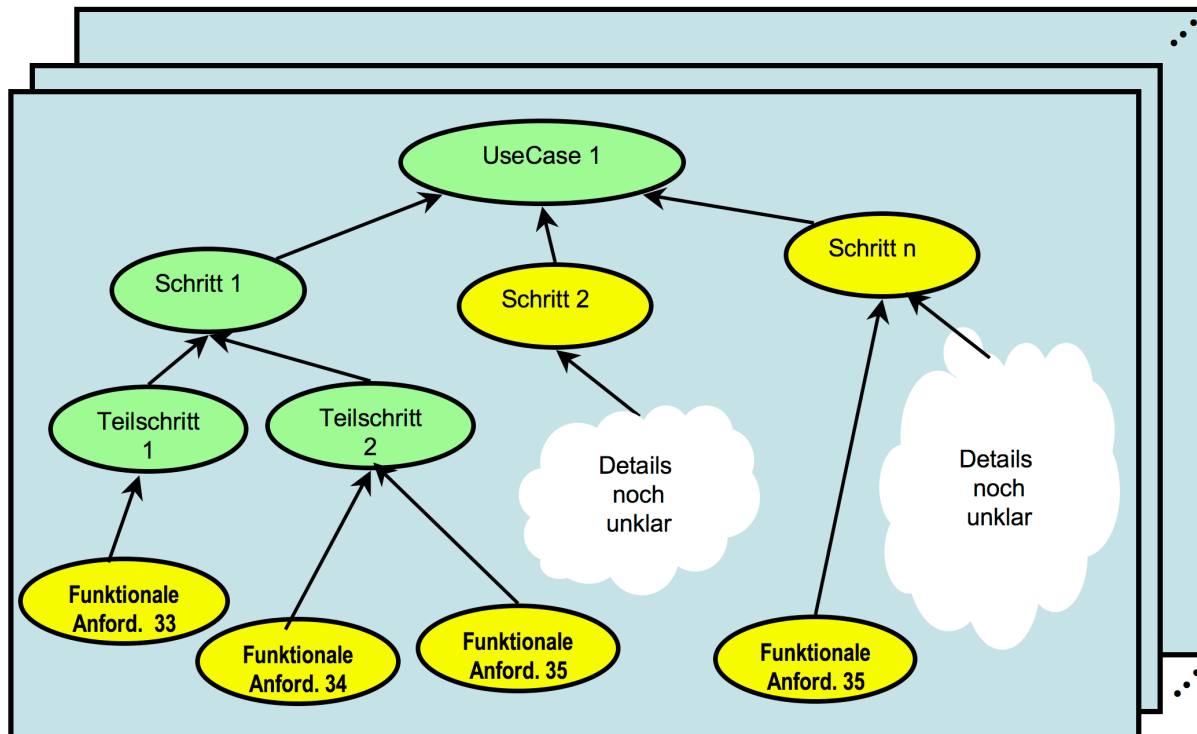 UseCase 1
Schritt 1
Schritt 2
Schritt n
Teilschritt
1
Teilschritt
2
Details
noch
unklar
Details
noch
unklar
Funktionale
Anford. 33
Funktionale
Anford. 34
Funktionale
Anford. 35
Funktionale
Anford. 35